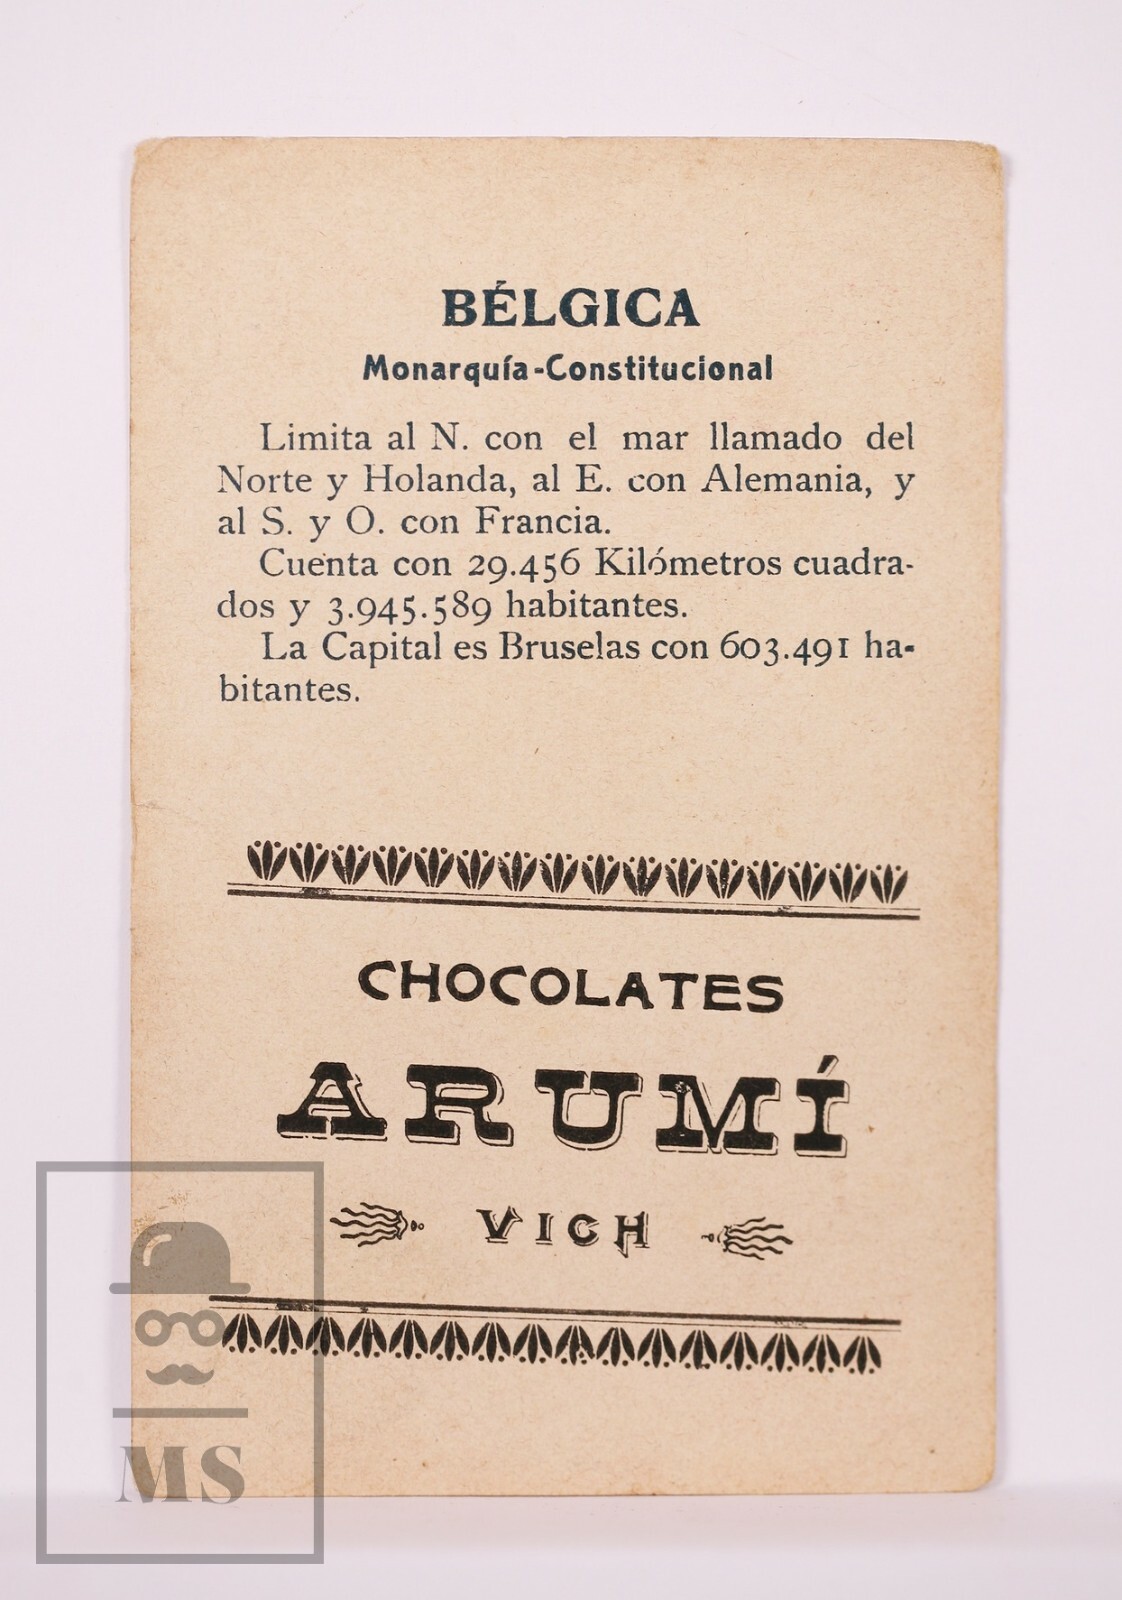 BÉLGICA
Monarquía-Constitucional
Limita al N. con el mar llamado del
Norte y Holanda, al E. con Alemania, y
al S. y O. con Francia.
Cuenta con 29.456 Kilómetros cuadra-
dos y 3.945.589 habitantes.
La Capital es Bruselas con 603.491 ha-
bitantes.
CHOCOLATES
ARUMÍ
VICH
MS